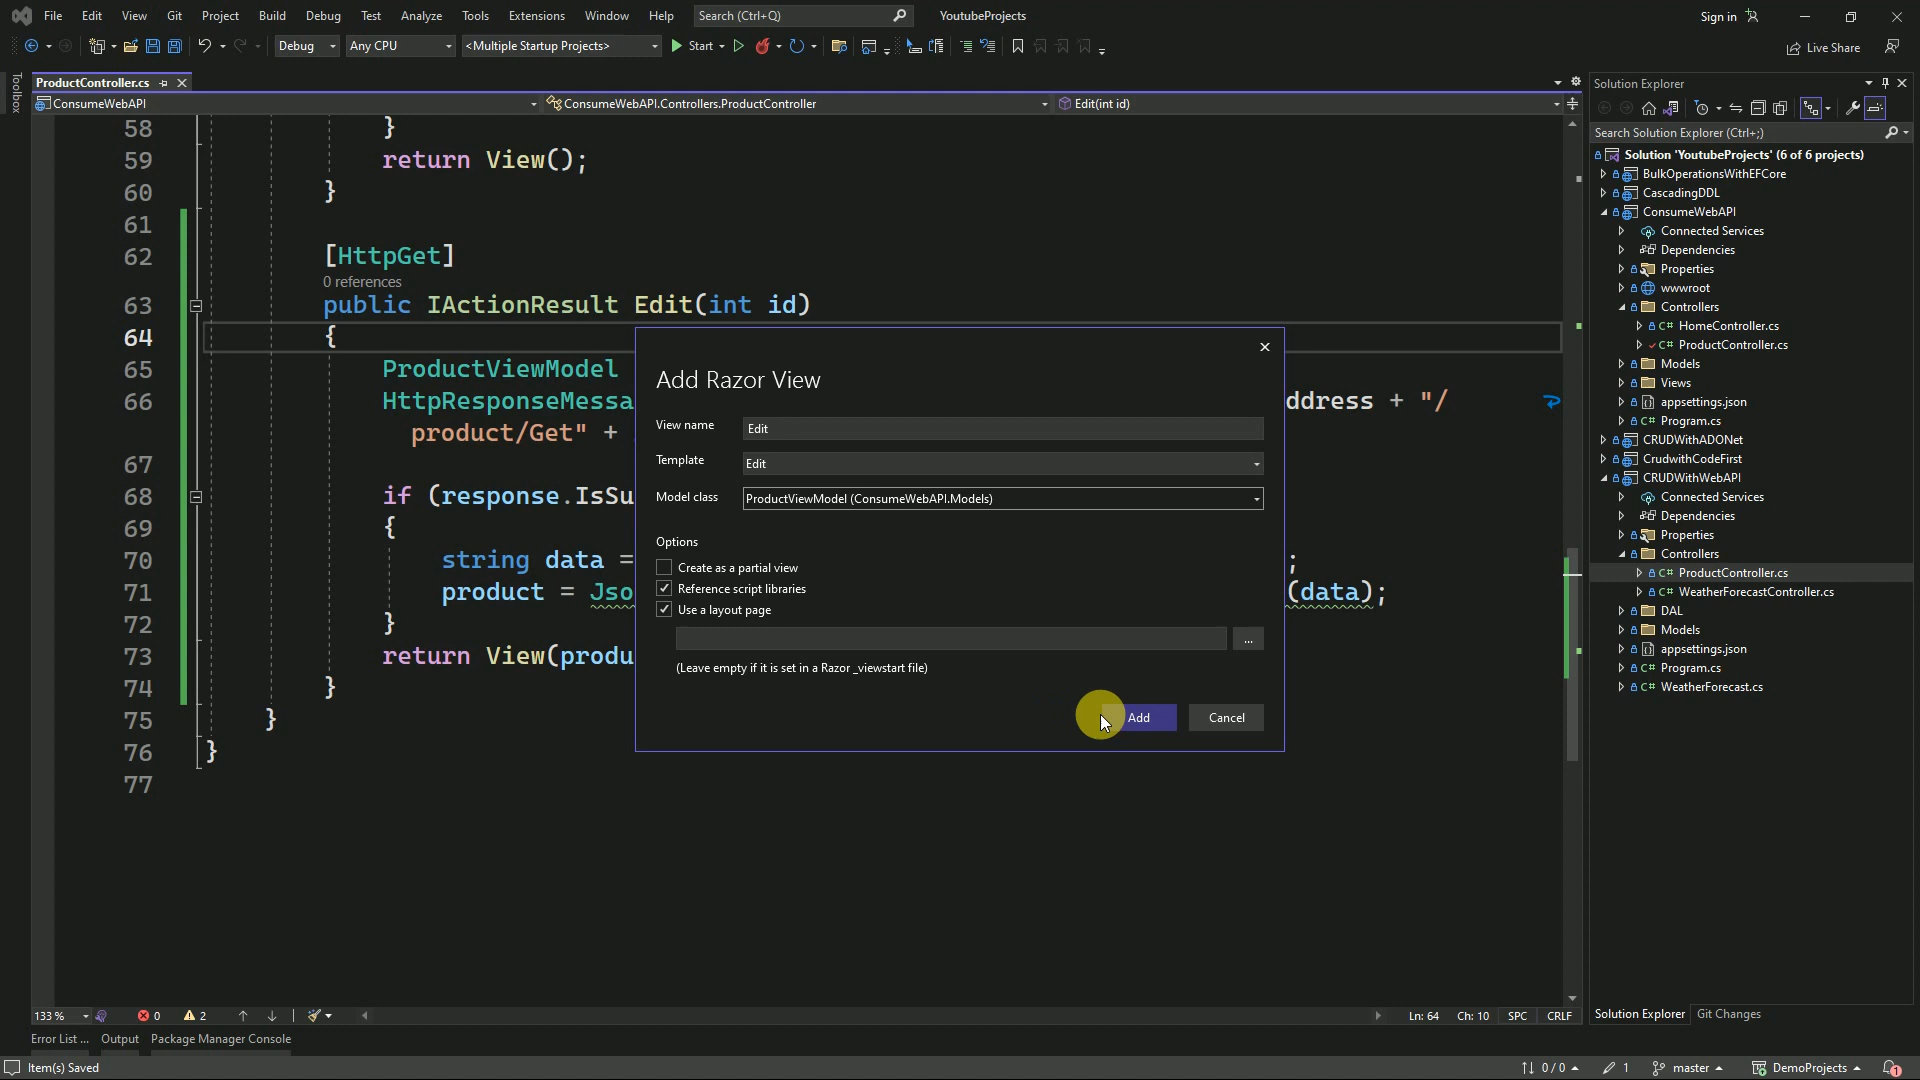 File Edit View Git Project Build Debug Test Analyze Tools Extensions Window Help Search (Ctrl+Q) YoutubeProjects Sign in
Debug Any CPU <Multiple Startup Projects> Start Live Share
Toolbox
ProductController.cs
ConsumeWebAPI ConsumeWebAPI.Controllers.ProductController Edit(int id)
58 }
59 return View();
60 }
61
62 [HttpGet]
0 references
63 public IActionResult Edit(int id)
64 {
65 ProductViewModel
66 HttpResponseMessa ddress + "/
product/Get" +
67
68 if (response.IsSu
69 {
70 string data = ;
71 product = Jso (data);
72 }
73 return View(produ
74 }
75 }
76 }
77
Add Razor View
View name Edit
Template Edit
Model class ProductViewModel (ConsumeWebAPI.Models)
Options
Create as a partial view
Reference script libraries
Use a layout page
...
(Leave empty if it is set in a Razor _viewstart file)
Add Cancel
Solution Explorer
Search Solution Explorer (Ctrl+;)
Solution 'YoutubeProjects' (6 of 6 projects)
BulkOperationsWithEFCore
CascadingDDL
ConsumeWebAPI
Connected Services
Dependencies
Properties
wwwroot
Controllers
C# HomeController.cs
C# ProductController.cs
Models
Views
appsettings.json
C# Program.cs
CRUDWithADONet
CrudwithCodeFirst
CRUDWithWebAPI
Connected Services
Dependencies
Properties
Controllers
C# ProductController.cs
C# WeatherForecastController.cs
DAL
Models
appsettings.json
C# Program.cs
C# WeatherForecast.cs
Solution Explorer Git Changes
133 % 0 2 Ln: 64 Ch: 10 SPC CRLF
Error List ... Output Package Manager Console
Item(s) Saved 0 / 0 1 master DemoProjects 1